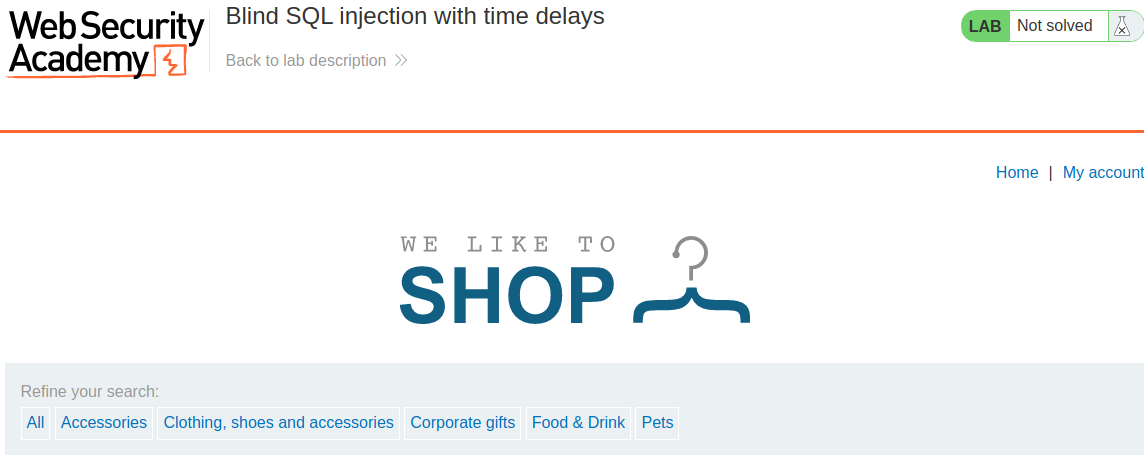 Web Security
Academy
Blind SQL injection with time delays
Back to lab description
LAB Not solved
Home | My account
WE LIKE TO
SHOP
Refine your search:
All Accessories Clothing, shoes and accessories Corporate gifts Food & Drink Pets